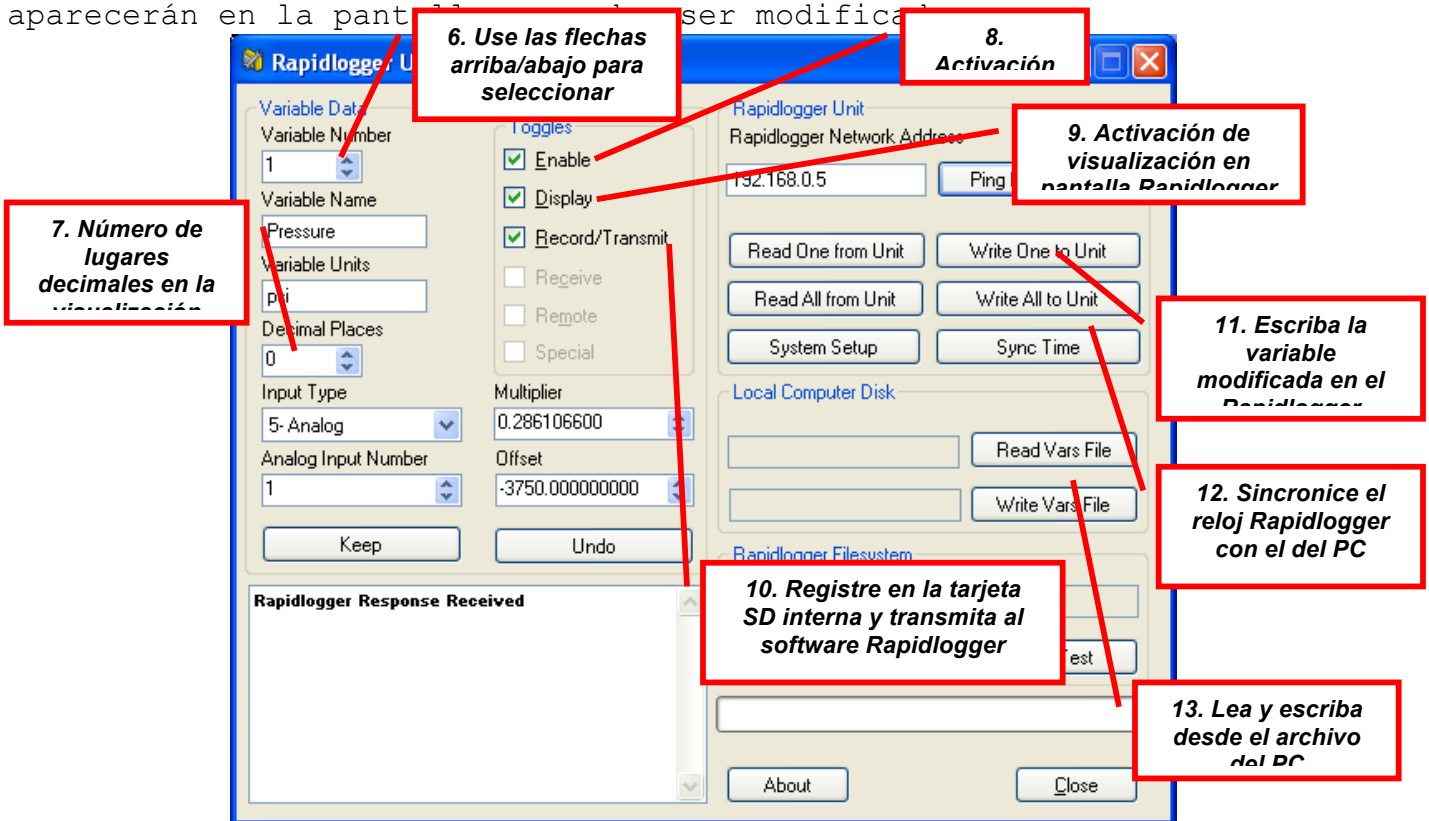 aparecerán en la
6. Use las flechas
arriba/abajo para
seleccionar
8.
Activación
Rapidlogger
Variable Data
Variable Number
1
Variable Name
Pressure
Variable Units
psi
Decimal Places
0
Input Type
5- Analog
Analog Input Number
1
Keep
Toggles
Enable
Display
Record/Transmit
Receive
Remote
Special
Multiplier
0.286106600
Offset
-3750.000000000
Undo
Rapidlogger Response Received
Rapidlogger Unit
Rapidlogger Network Address
192.168.0.5
Ping
Read One from Unit
Write One to Unit
Read All from Unit
Write All to Unit
System Setup
Sync Time
Local Computer Disk
Read Vars File
Write Vars File
Rapidlogger Filesystem
About
Close
7. Número de
lugares
decimales en la
visualización
9. Activación de
visualización en
pantalla Rapidlogger
10. Registre en la tarjeta
SD interna y transmita al
software Rapidlogger
11. Escriba la
variable
modificada en el
Rapidlogger
12. Sincronice el
reloj Rapidlogger
con el del PC
13. Lea y escriba
desde el archivo
del PC